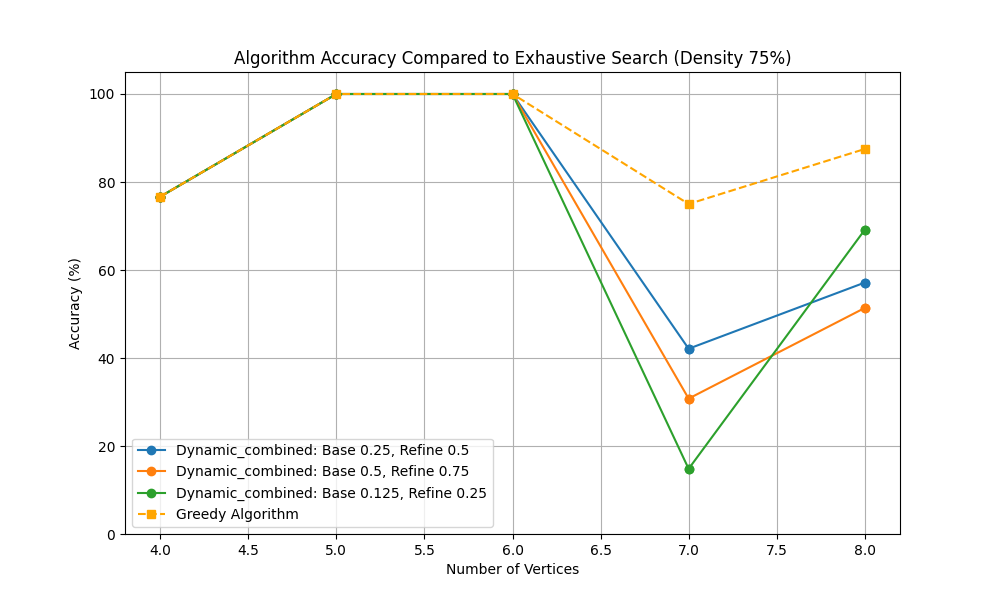 Algorithm Accuracy Compared to Exhaustive Search (Density 75%)
Accuracy (%)
100
80
60
40
20
0
Dynamic_combined: Base 0.25, Refine 0.5
Dynamic_combined: Base 0.5, Refine 0.75
Dynamic_combined: Base 0.125, Refine 0.25
Greedy Algorithm
4.0 4.5 5.0 5.5 6.0 6.5 7.0 7.5 8.0
Number of Vertices